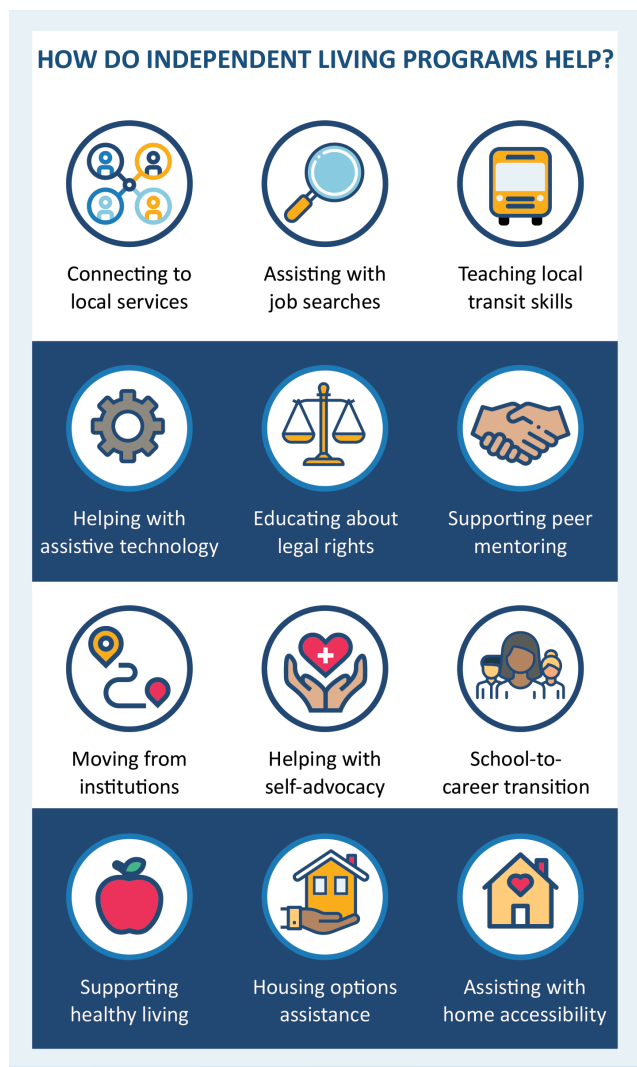 HOW DO INDEPENDENT LIVING PROGRAMS HELP?
Connecting to
local services
Assisting with
job searches
Teaching local
transit skills
Helping with
assistive technology
Educating about
legal rights
Supporting peer
mentoring
Moving from
institutions
Helping with
self-advocacy
School-to-
career transition
Supporting
healthy living
Housing options
assistance
Assisting with
home accessibility